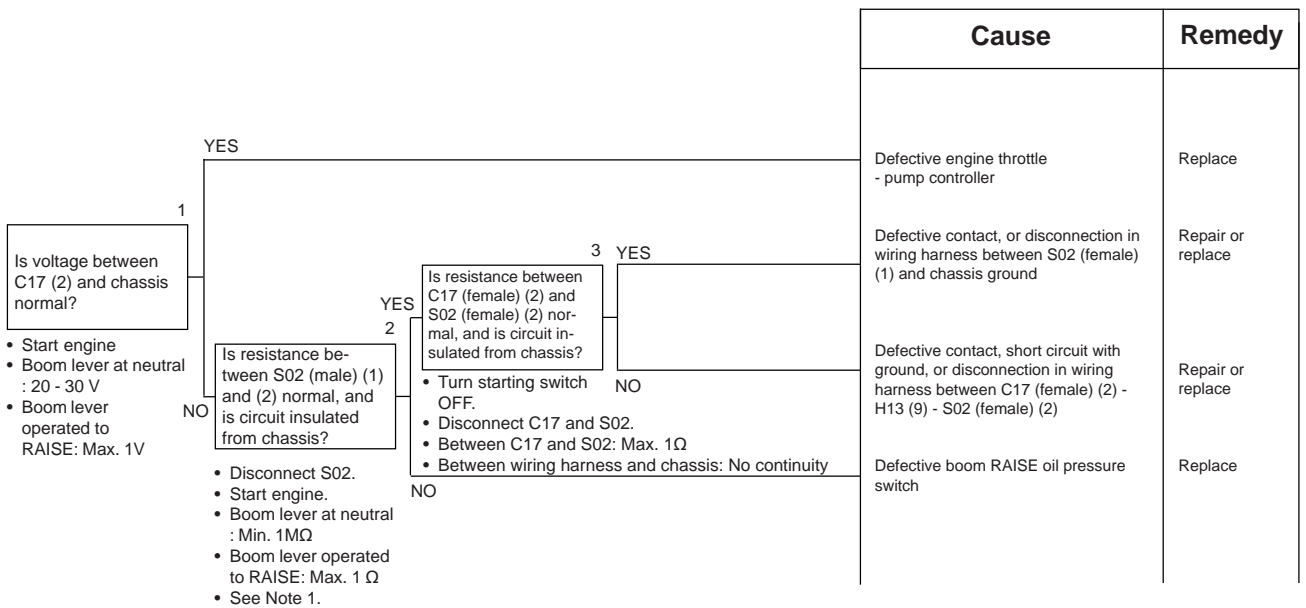 Cause
Remedy
YES
Defective engine throttle
- pump controller
Replace
1
Is voltage between
C17 (2) and chassis
normal?
• Start engine
• Boom lever at neutral
: 20 - 30 V
• Boom lever
operated to
RAISE: Max. 1V
NO
YES
2
Is resistance be-
tween S02 (male) (1)
and (2) normal, and
is circuit insulated
from chassis?
• Disconnect S02.
• Start engine.
• Boom lever at neutral
: Min. 1MΩ
• Boom lever operated
to RAISE: Max. 1 Ω
• See Note 1.
3
YES
Is resistance between
C17 (female) (2) and
S02 (female) (2) nor-
mal, and is circuit in-
sulated from chassis?
• Turn starting switch
OFF.
• Disconnect C17 and S02.
• Between C17 and S02: Max. 1Ω
• Between wiring harness and chassis: No continuity
NO
NO
Defective contact, or disconnection in
wiring harness between S02 (female)
(1) and chassis ground
Repair or
replace
Defective contact, short circuit with
ground, or disconnection in wiring
harness between C17 (female) (2) -
H13 (9) - S02 (female) (2)
Repair or
replace
Defective boom RAISE oil pressure
switch
Replace